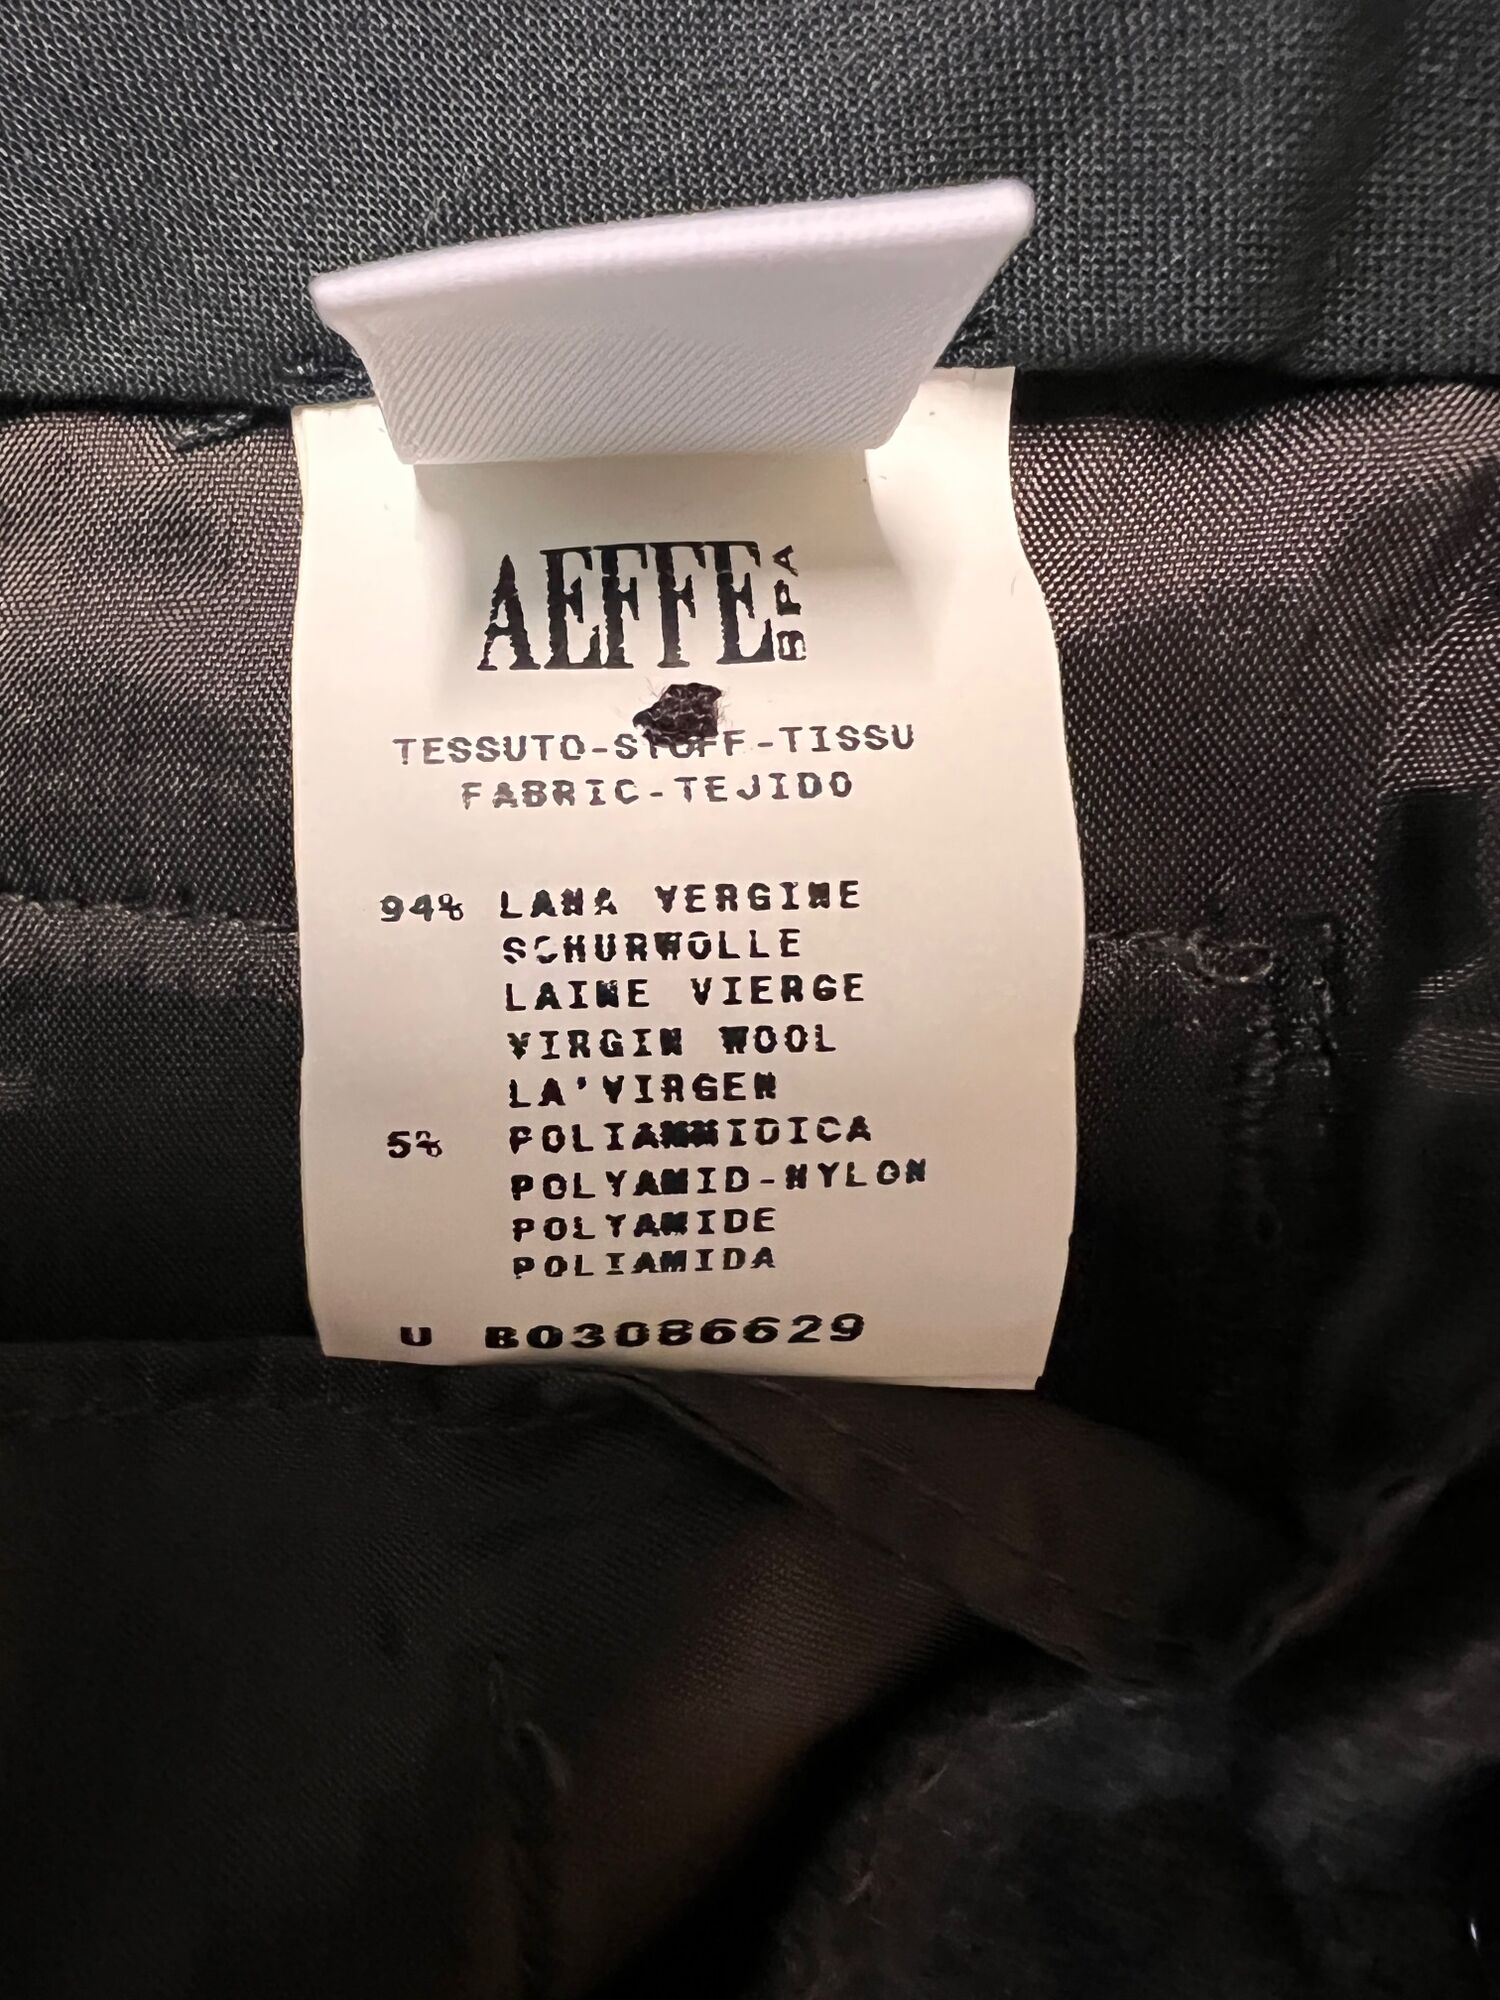 AEFFE SPA
TESSUTO-STOFF-TISSU
FABRIC-TEJIDO
94% LANA VERGINE
SCHURWOLLE
LAINE VIERGE
VIRGIN WOOL
LA'VIRGEN
5% POLIAMMIDICA
POLYAMID-NYLON
POLYAMIDE
POLIAMIDA
U B03086629